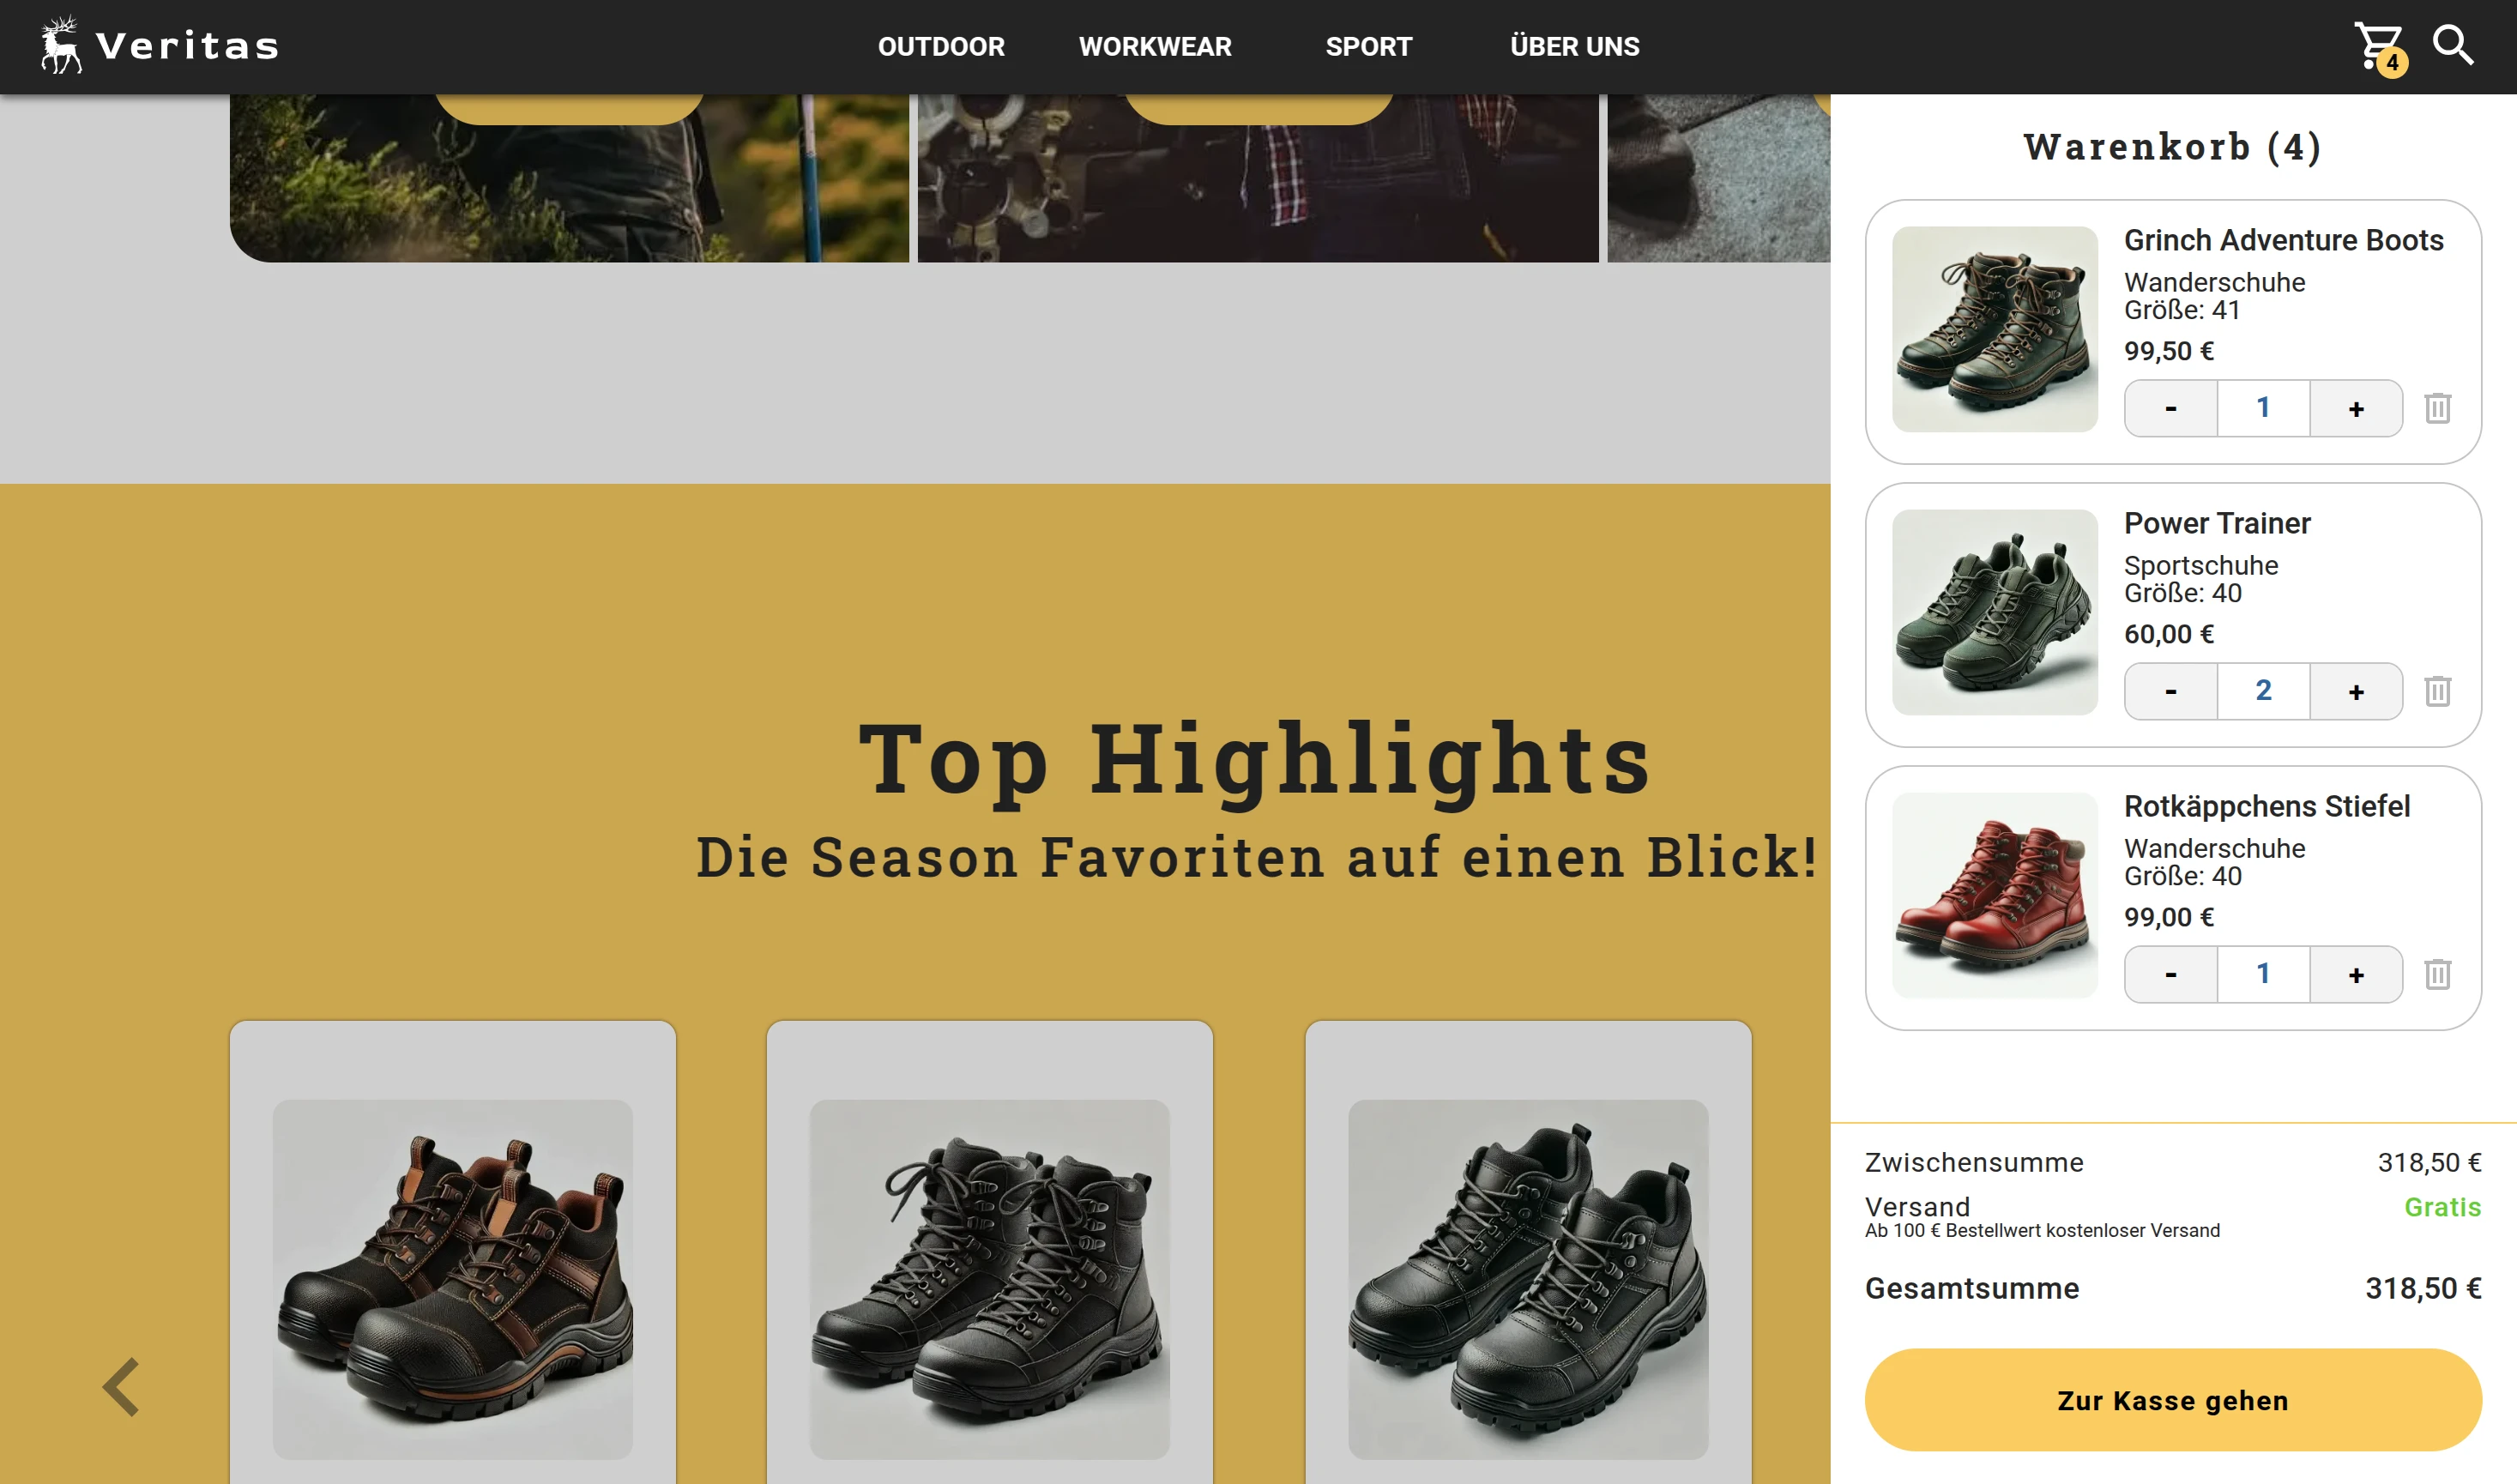 Veritas
OUTDOOR WORKWEAR SPORT ÜBER UNS
4
Top Highlights
Die Season Favoriten auf einen Blick!
Warenkorb (4)
Grinch Adventure Boots
Wanderschuhe
Größe: 41
99,50 €
- 1 +
Power Trainer
Sportschuhe
Größe: 40
60,00 €
- 2 +
Rotkäppchens Stiefel
Wanderschuhe
Größe: 40
99,00 €
- 1 +
Zwischensumme 318,50 €
Versand Gratis
Ab 100 € Bestellwert kostenloser Versand
Gesamtsumme 318,50 €
Zur Kasse gehen